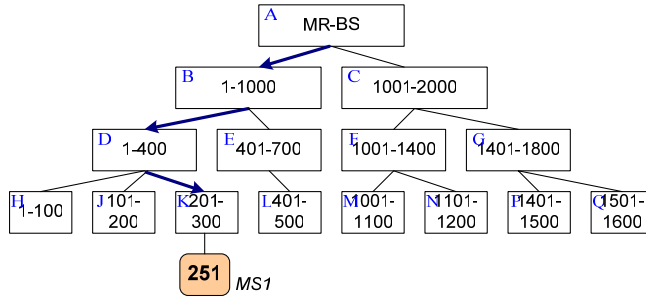 A
MR-BS
B
1-1000
C
1001-2000
D
1-400
E
401-700
F
1001-1400
G
1401-1800
H
1-100
J
101-
200
K
201-
300
L
401-
500
M
1001-
1100
N
1101-
1200
P
1401-
1500
Q
1501-
1600
251
MS1